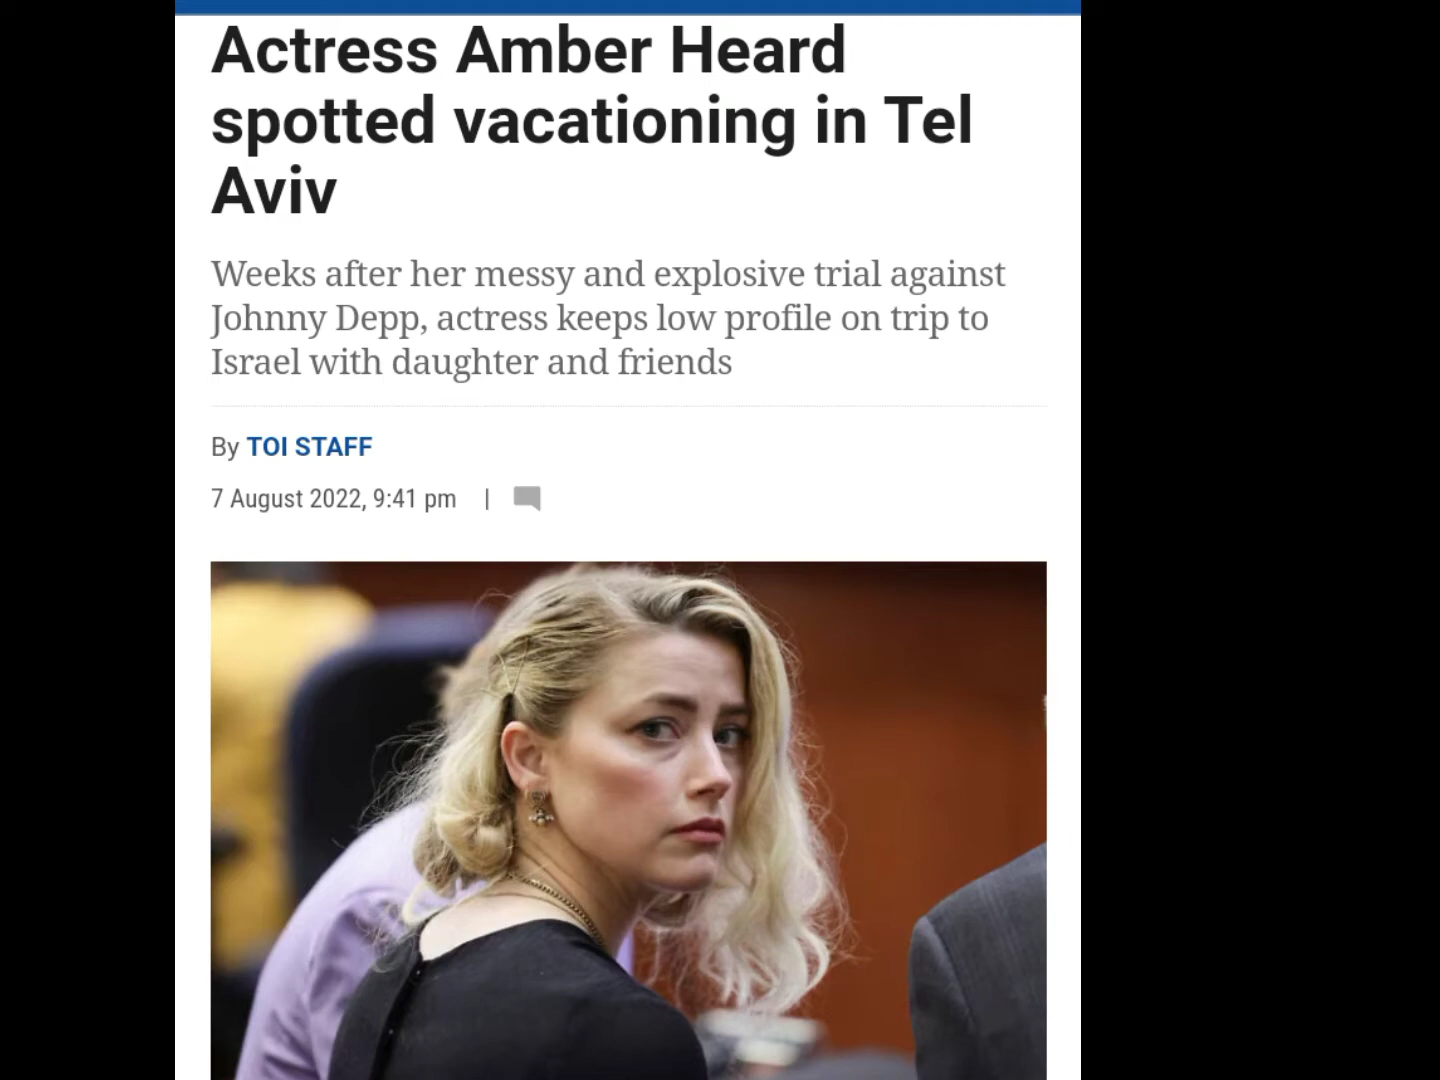 Actress Amber Heard
spotted vacationing in Tel
Aviv
Weeks after her messy and explosive trial against
Johnny Depp, actress keeps low profile on trip to
Israel with daughter and friends
By TOI STAFF
7 August 2022, 9:41 pm |